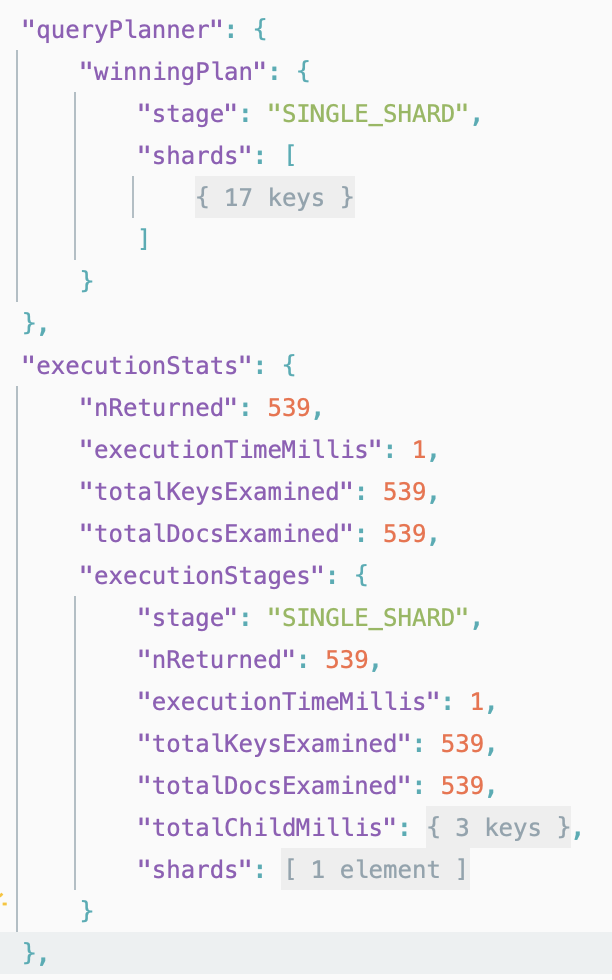 "queryPlanner": {
"winningPlan": {
"stage": "SINGLE_SHARD",
"shards": [
{ 17 keys }
]
}
},
"executionStats": {
"nReturned": 539,
"executionTimeMillis": 1,
"totalKeysExamined": 539,
"totalDocsExamined": 539,
"executionStages": {
"stage": "SINGLE_SHARD",
"nReturned": 539,
"executionTimeMillis": 1,
"totalKeysExamined": 539,
"totalDocsExamined": 539,
"totalChildMillis": { 3 keys },
"shards": [ 1 element ]
}
},